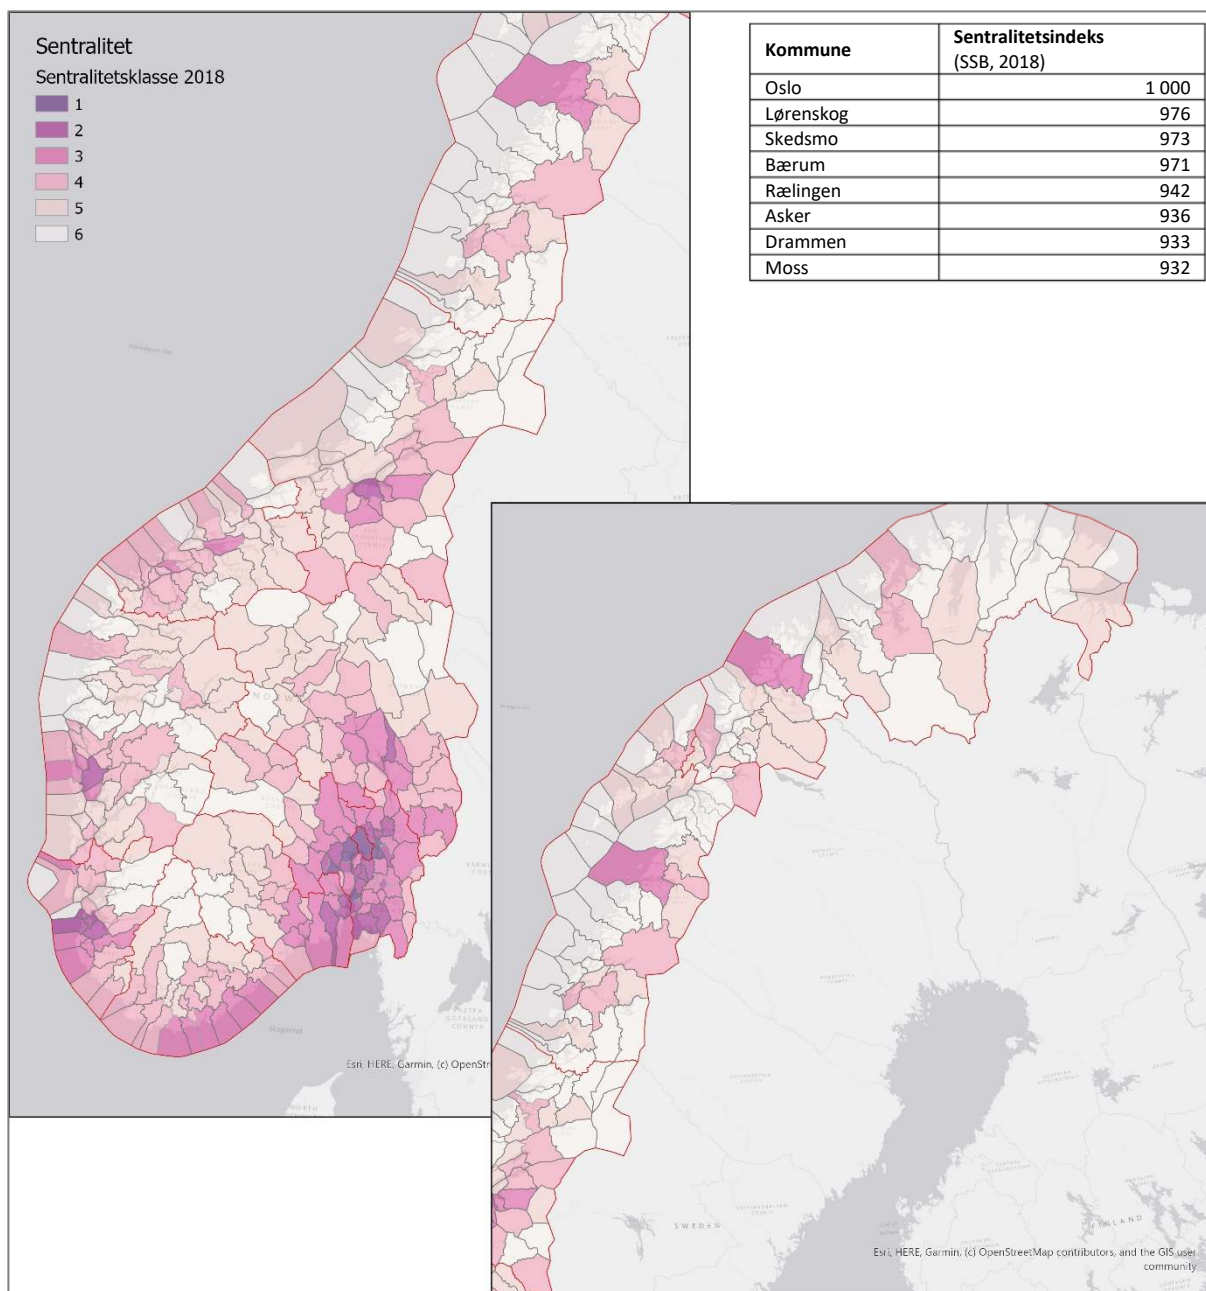 Sentralitet
Sentralitetsklasse 2018
1
2
3
4
5
6
Kommune Sentralitetsindeks
(SSB, 2018)
Oslo 1 000
Lørenskog 976
Skedsmo 973
Bærum 971
Rælingen 942
Asker 936
Drammen 933
Moss 932
Skagerrak
Esri, HERE, Garmin, (c) OpenStr
SWEDEN
FINLAND
Esri, HERE, Garmin, (c) OpenStreetMap contributors, and the GIS user
community